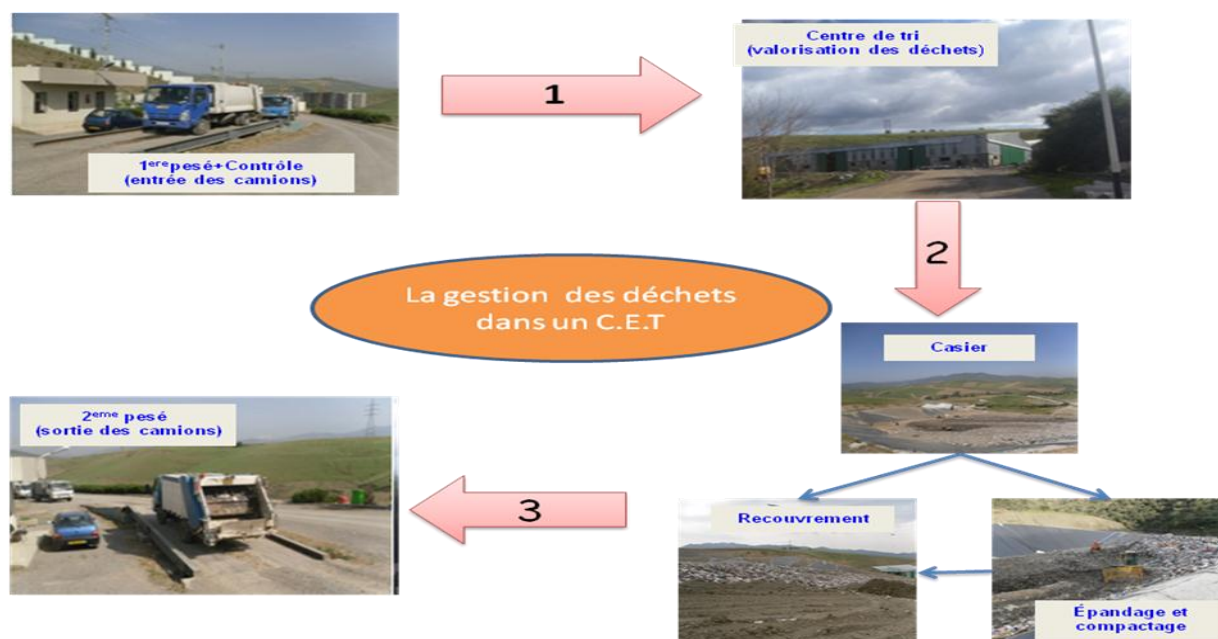 1ere pesé+Contrôle
(entrée des camions)
1
Centre de tri
(valorisation des déchets)
2
La gestion des déchets
dans un C.E.T
Casier
2eme pesé
(sortie des camions)
3
Recouvrement
Épandage et
compactage